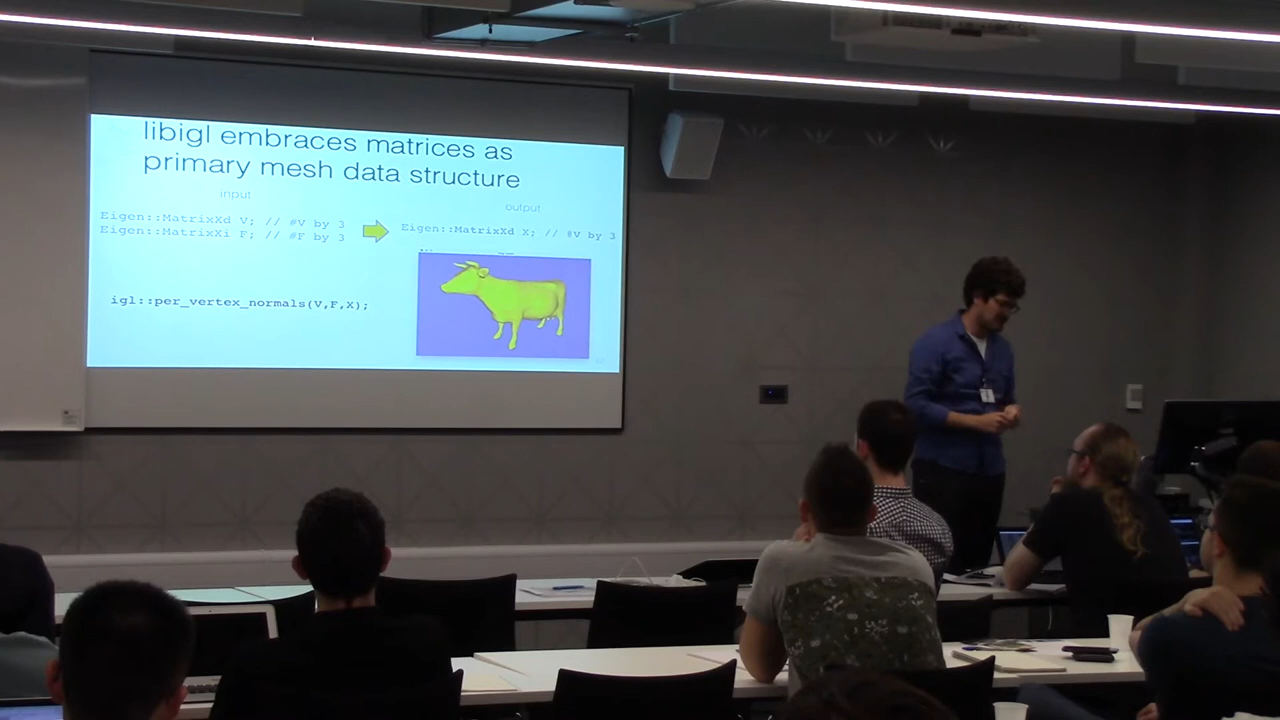 libigl embraces matrices as
primary mesh data structure
input
output
Eigen::MatrixXd V; // #V by 3
Eigen::MatrixXi F; // #F by 3
Eigen::MatrixXd X; // #V by 3
igl::per_vertex_normals(V,F,X);